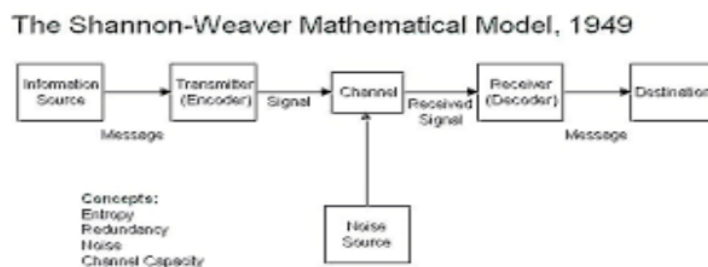 The Shannon-Weaver Mathematical Model, 1949
Information
Source
Transmitter
(Encoder)
Channel
Receiver
(Decoder)
Destination
Message
Signal
Received
Signal
Message
Concepts:
Entropy
Redundancy
Noise
Channel Capacity
Noise
Source